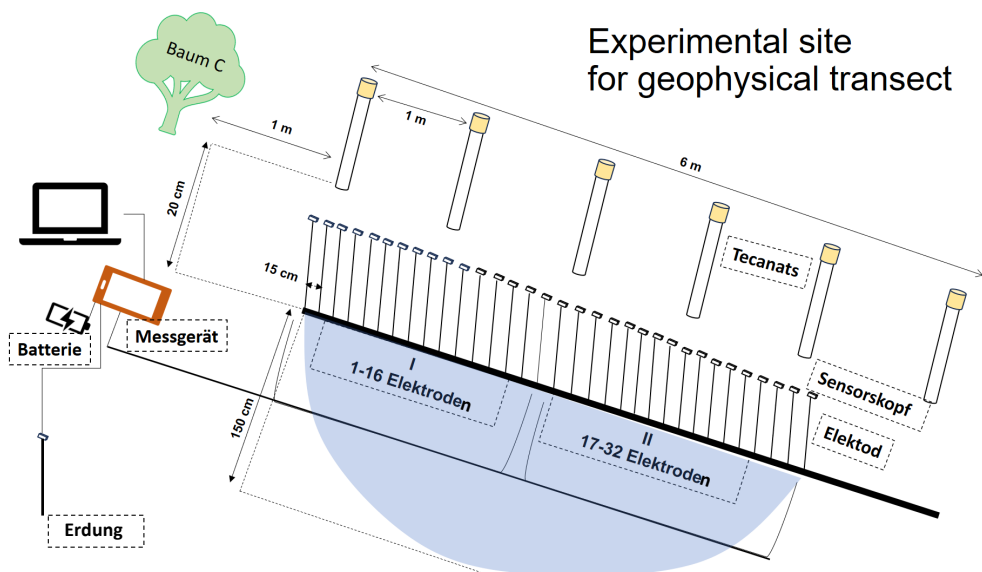 Experimental site
for geophysical transect
Baum C
1 m
1 m
6 m
20 cm
15 cm
Tecanats
Batterie
Messgerät
I
1-16 Elektroden
Sensorskopf
150 cm
II
17-32 Elektroden
Elektod
Erdung